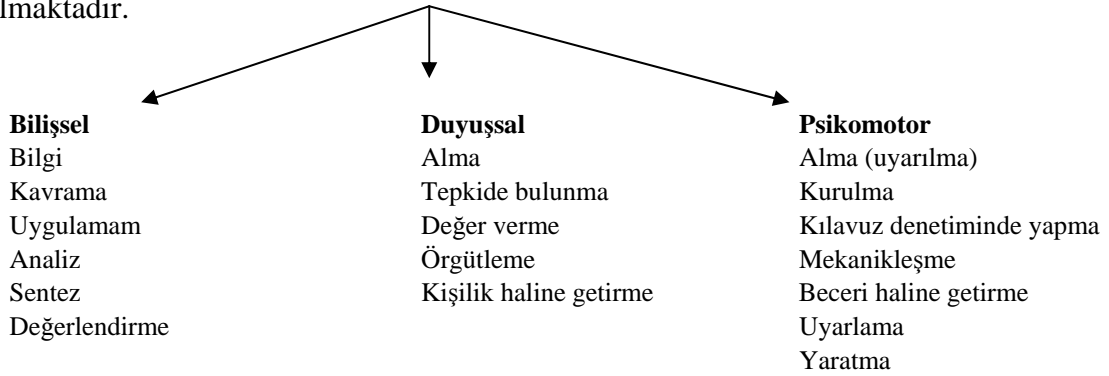 lmaktadır.
Bilişsel
Bilgi
Kavrama
Uygulamam
Analiz
Sentez
Değerlendirme
Duyuşsal
Alma
Tepkide bulunma
Değer verme
Örgütleme
Kişilik haline getirme
Psikomotor
Alma (uyarılma)
Kurulma
Kılavuz denetiminde yapma
Mekanikleşme
Beceri haline getirme
Uyarlama
Yaratma